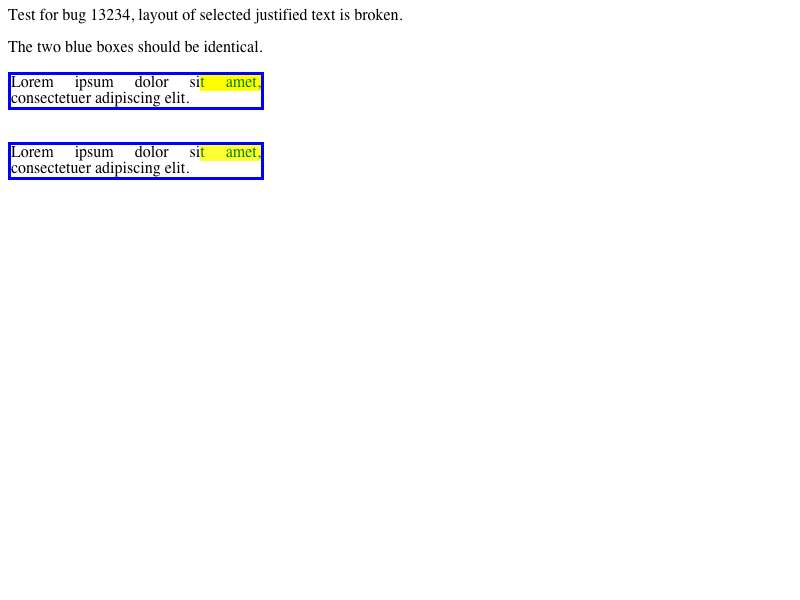 Test for bug 13234, layout of selected justified text is broken.
The two blue boxes should be identical.
Lorem ipsum dolor sit amet,
consectetuer adipiscing elit.
Lorem ipsum dolor sit amet,
consectetuer adipiscing elit.